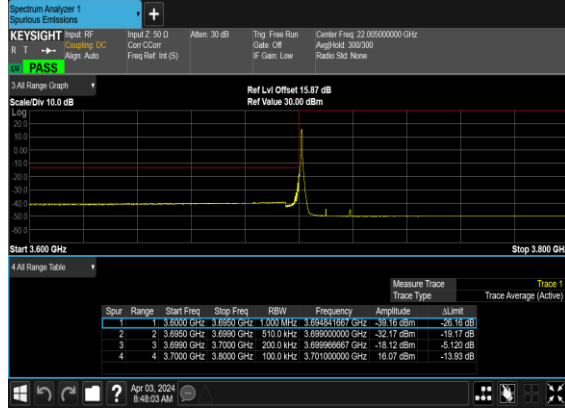 Spectrum Analyzer 1
Spurious Emissions
KEYSIGHT Input: RF Input Z: 50 Ω Atten: 30 dB Trig: Free Run Center Freq: 22.005000000 GHz
R T Coupling: DC Corr CCorr Gate: Off Avg|Hold: 300/300
Align: Auto Freq Ref: Int (S) IF Gain: Low Radio Std: None
PASS
3 All Range Graph
Ref Lvl Offset 15.87 dB
Scale/Div 10.0 dB Ref Value 30.00 dBm
Log
20.0
10.0
0.00
-10.0
-20.0
-30.0
-40.0
-50.0
-60.0
Start 3.600 GHz Stop 3.800 GH
4 All Range Table
Measure Trace Trace 1
Trace Type Trace Average (Active)
Spur Range Start Freq Stop Freq RBW Frequency Amplitude ΔLimit
1 1 3.6000 GHz 3.6950 GHz 1.000 MHz 3.694841667 GHz -39.16 dBm -26.16 dB
2 2 3.6950 GHz 3.6990 GHz 510.0 kHz 3.699000000 GHz -32.17 dBm -19.17 dB
3 3 3.6990 GHz 3.7000 GHz 200.0 kHz 3.699966667 GHz -18.12 dBm -5.120 dB
4 4 3.7000 GHz 3.8000 GHz 100.0 kHz 3.701000000 GHz 16.07 dBm -13.93 dB
? Apr 03, 2024
8:48:03 AM